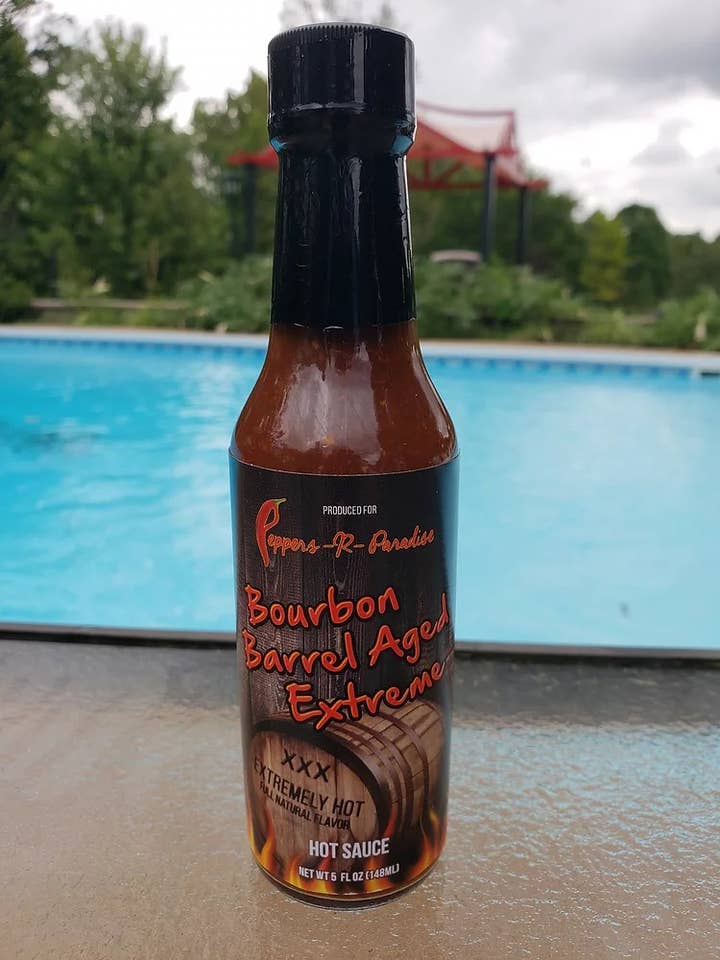 PRODUCED FOR
Peppers-R-Paradise
Bourbon
Barrel Aged
Extreme
XXX
EXTREMELY HOT
FULL NATURAL FLAVOR
HOT SAUCE
NET WT 5 FL OZ (148ML)